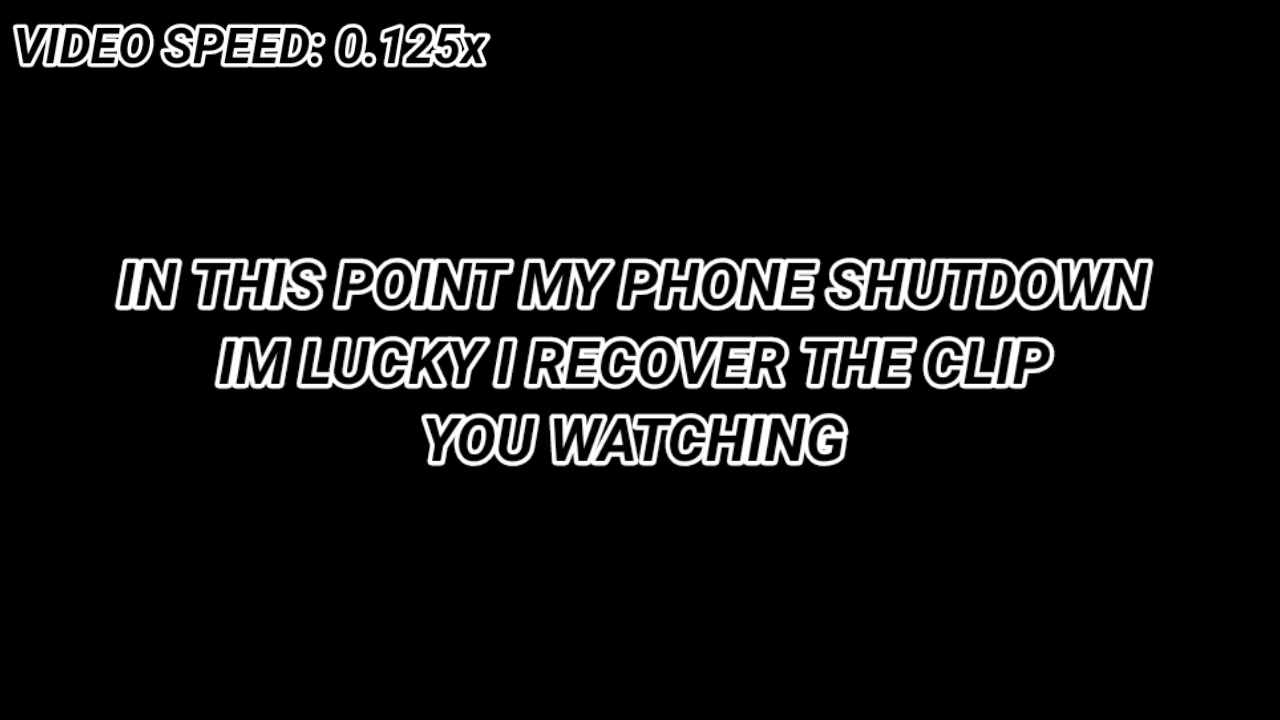 VIDEO SPEED: 0.125x
IN THIS POINT MY PHONE SHUTDOWN
IM LUCKY I RECOVER THE CLIP
YOU WATCHING